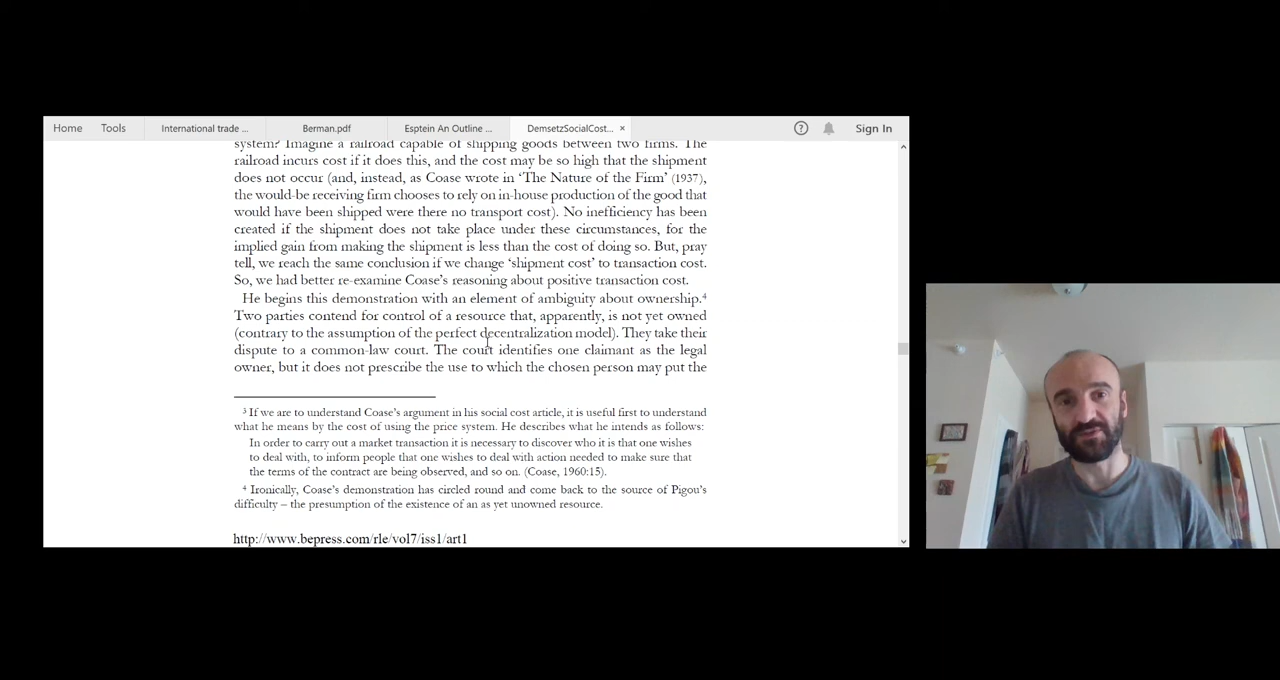 Home Tools International trade ... Berman.pdf Esptein An Outline ... DemsetzSocialCost... × ? Sign In
system? Imagine a railroad capable of shipping goods between two firms. The
railroad incurs cost if it does this, and the cost may be so high that the shipment
does not occur (and, instead, as Coase wrote in ‘The Nature of the Firm’ (1937),
the would-be receiving firm chooses to rely on in-house production of the good that
would have been shipped were there no transport cost). No inefficiency has been
created if the shipment does not take place under these circumstances, for the
implied gain from making the shipment is less than the cost of doing so. But, pray
tell, we reach the same conclusion if we change ‘shipment cost’ to transaction cost.
So, we had better re-examine Coase’s reasoning about positive transaction cost.
He begins this demonstration with an element of ambiguity about ownership.⁴
Two parties contend for control of a resource that, apparently, is not yet owned
(contrary to the assumption of the perfect decentralization model). They take their
dispute to a common-law court. The court identifies one claimant as the legal
owner, but it does not prescribe the use to which the chosen person may put the
³ If we are to understand Coase’s argument in his social cost article, it is useful first to understand
what he means by the cost of using the price system. He describes what he intends as follows:
In order to carry out a market transaction it is necessary to discover who it is that one wishes
to deal with, to inform people that one wishes to deal with action needed to make sure that
the terms of the contract are being observed, and so on. (Coase, 1960:15).
⁴ Ironically, Coase’s demonstration has circled round and come back to the source of Pigou’s
difficulty – the presumption of the existence of an as yet unowned resource.
http://www.bepress.com/rle/vol7/iss1/art1